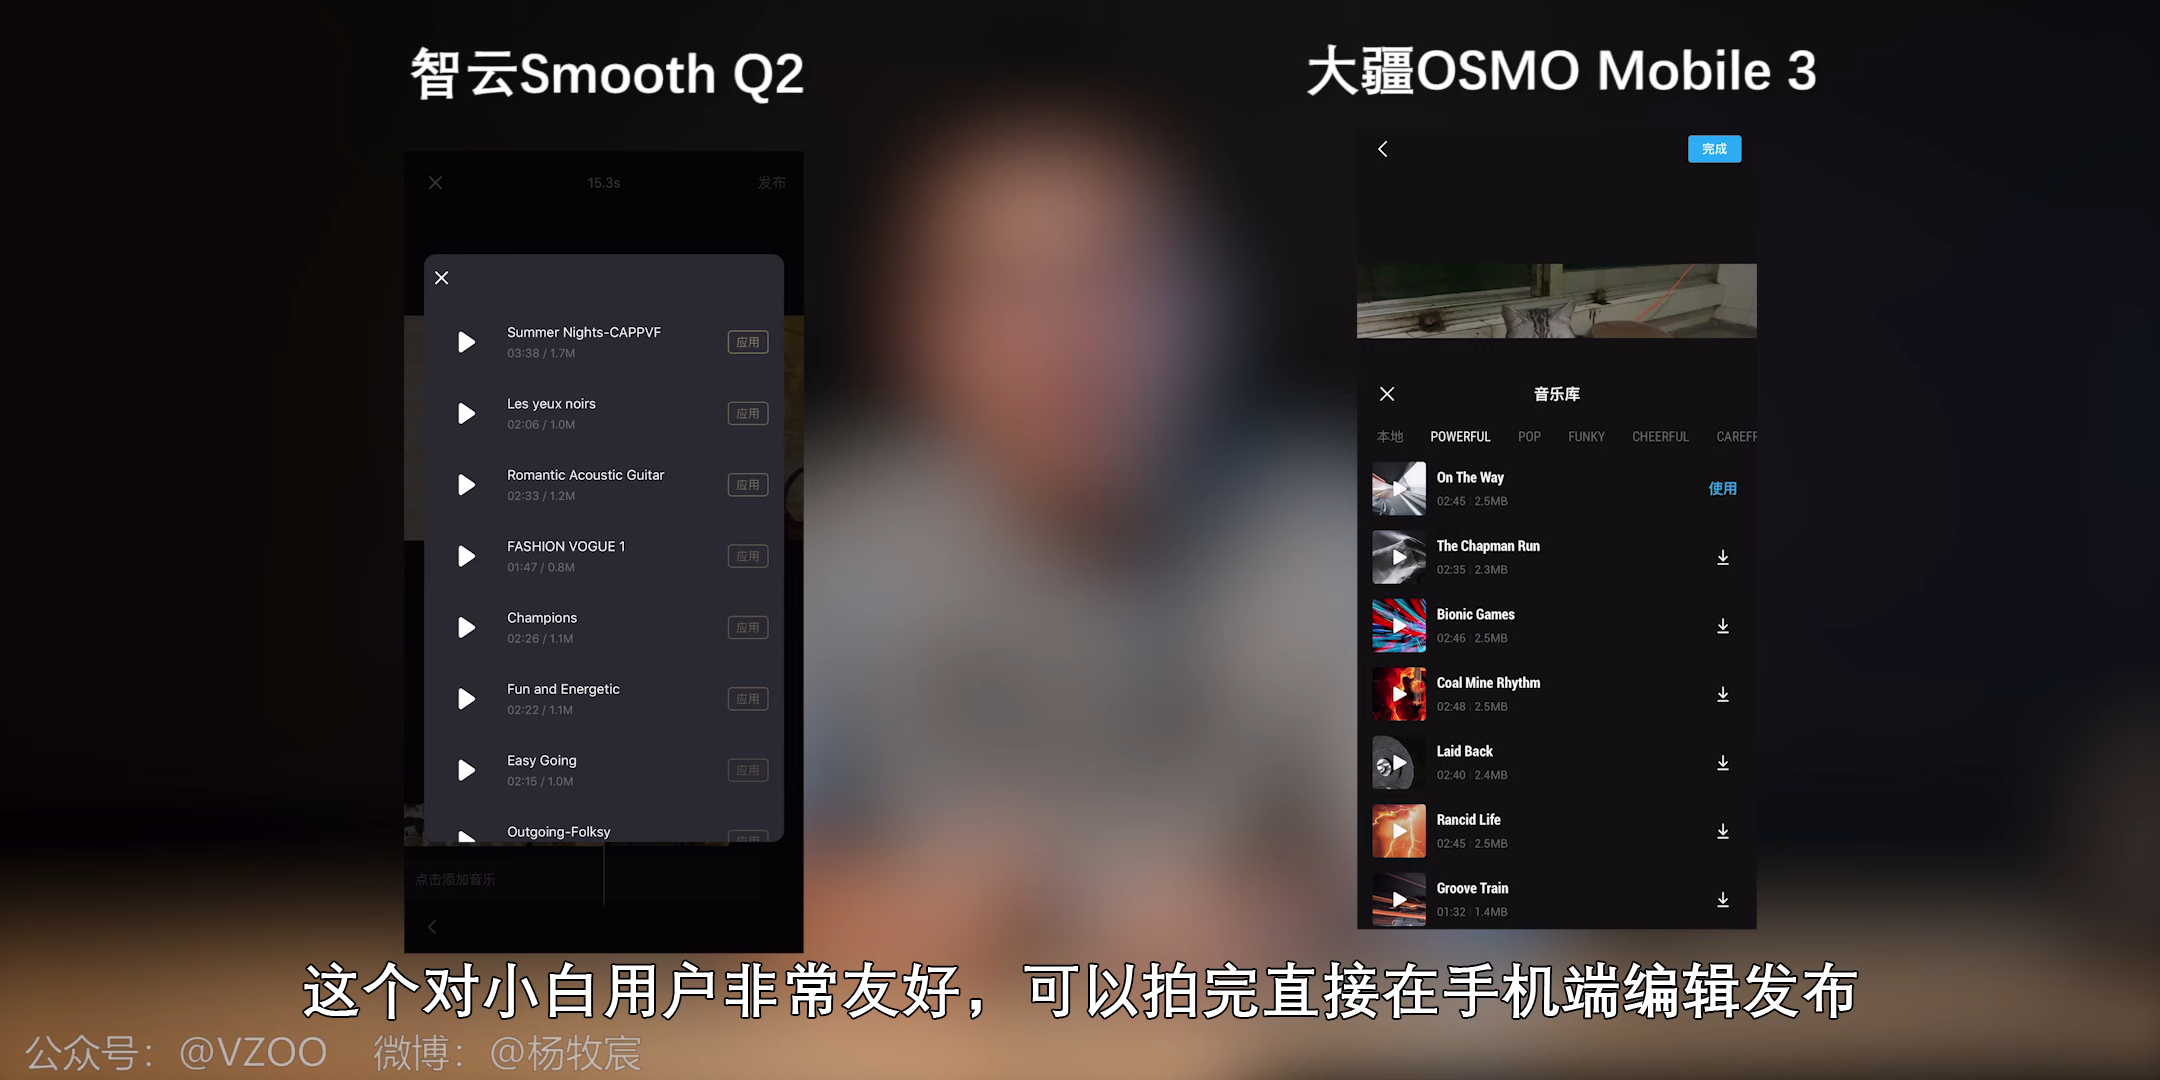 智云Smooth Q2
15.3s
发布
Summer Nights-CAPPVF
03:38 / 1.7M
应用
Les yeux noirs
02:06 / 1.0M
应用
Romantic Acoustic Guitar
02:33 / 1.2M
应用
FASHION VOGUE 1
01:47 / 0.8M
应用
Champions
02:26 / 1.1M
应用
Fun and Energetic
02:22 / 1.1M
应用
Easy Going
02:15 / 1.0M
应用
Outgoing-Folksy
应用
点击添加音乐
大疆OSMO Mobile 3
完成
音乐库
本地 POWERFUL POP FUNKY CHEERFUL CAREFF
On The Way
02:45 2.5MB
使用
The Chapman Run
02:35 2.3MB
Bionic Games
02:46 2.5MB
Coal Mine Rhythm
02:48 2.5MB
Laid Back
02:40 2.4MB
Rancid Life
02:45 2.5MB
Groove Train
01:32 1.4MB
这个对小白用户非常友好，可以拍完直接在手机端编辑发布
公众号：@VZOO 微博：@杨牧宸